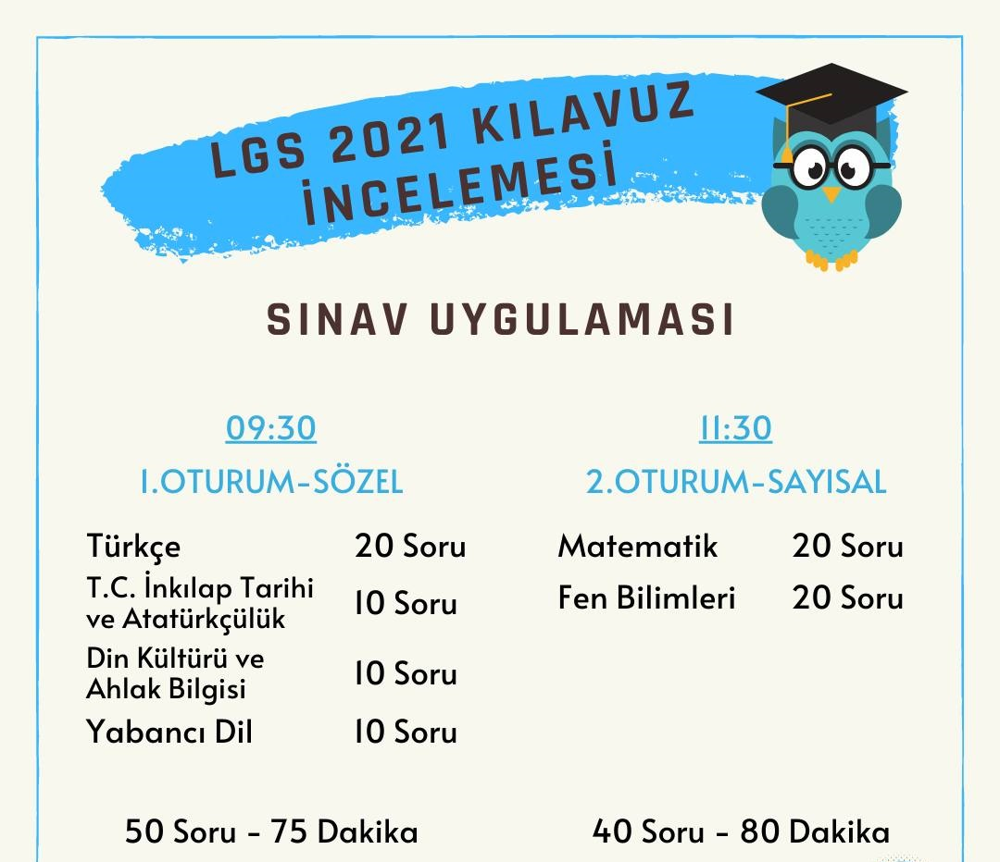 LGS 2021 KILAVUZ
İNCELEMESİ
SINAV UYGULAMASI
09:30
1.OTURUM-SÖZEL
Türkçe 20 Soru
T.C. İnkılap Tarihi
ve Atatürkçülük 10 Soru
Din Kültürü ve
Ahlak Bilgisi 10 Soru
Yabancı Dil 10 Soru
50 Soru - 75 Dakika
11:30
2.OTURUM-SAYISAL
Matematik 20 Soru
Fen Bilimleri 20 Soru
40 Soru - 80 Dakika